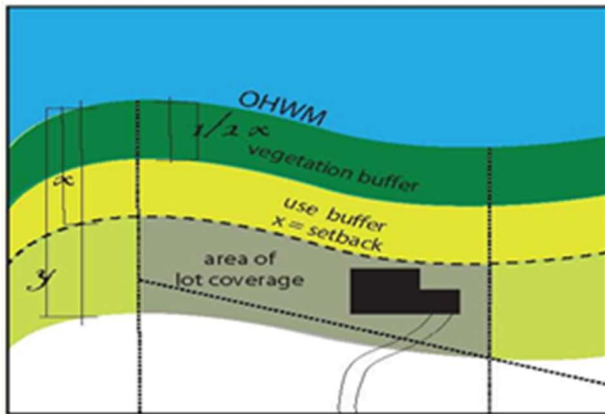 OHWM
1/2 x
vegetation buffer
x
use buffer
x = setback
area of
lot coverage
y